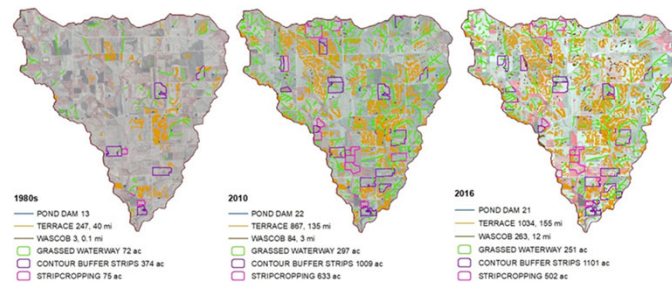 1980s
POND DAM 13
TERRACE 247, 40 mi
WASCOB 3, 0.1 mi
GRASSED WATERWAY 72 ac
CONTOUR BUFFER STRIPS 374 ac
STRIPCROPPING 75 ac
2010
POND DAM 22
TERRACE 867, 135 mi
WASCOB 84, 3 mi
GRASSED WATERWAY 297 ac
CONTOUR BUFFER STRIPS 1009 ac
STRIPCROPPING 633 ac
2016
POND DAM 21
TERRACE 1034, 155 mi
WASCOB 263, 12 mi
GRASSED WATERWAY 251 ac
CONTOUR BUFFER STRIPS 1101 ac
STRIPCROPPING 502 ac